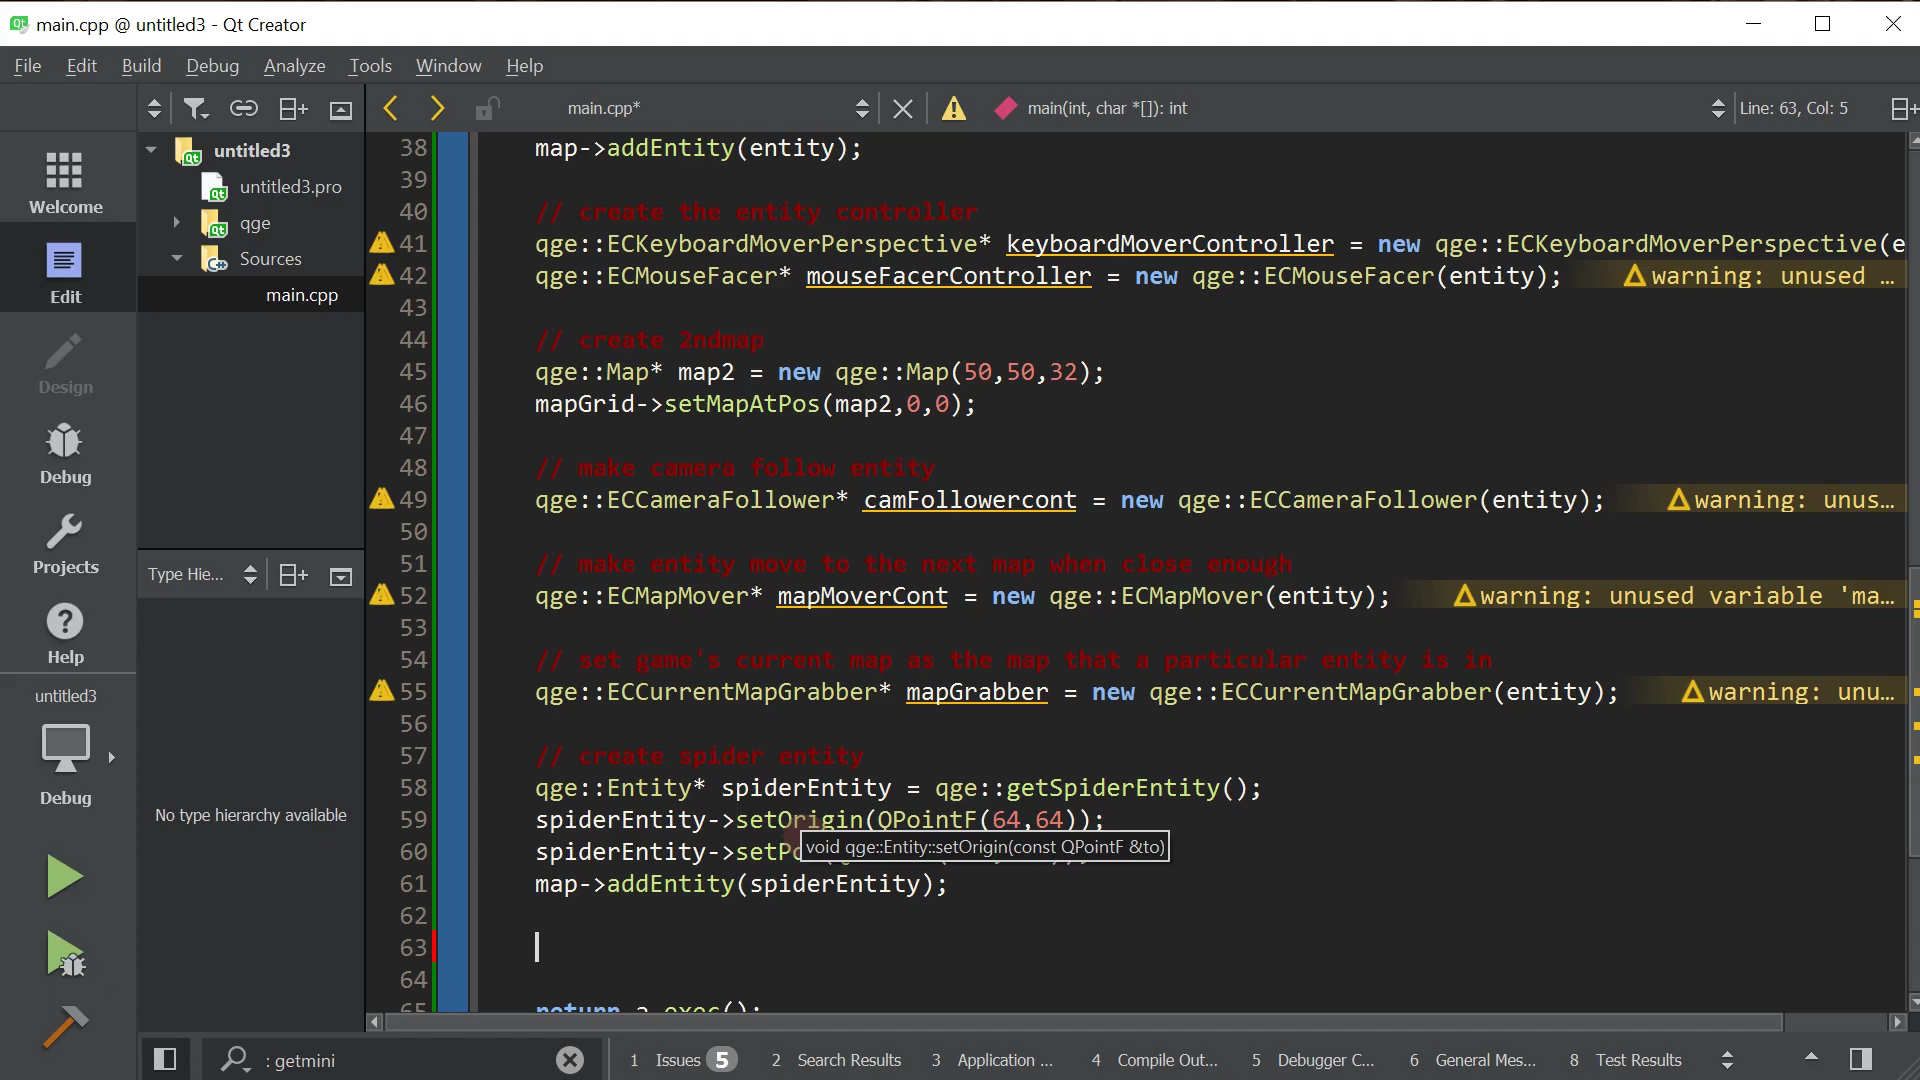 main.cpp @ untitled3 - Qt Creator
File Edit Build Debug Analyze Tools Window Help
main.cpp* main(int, char *[]): int Line: 63, Col: 5
Welcome
Edit
Design
Debug
Projects
Help
untitled3
Debug
untitled3
untitled3.pro
qge
Sources
main.cpp
Type Hie...
No type hierarchy available
38 map->addEntity(entity);
39
40 // create the entity controller
41 qge::ECKeyboardMoverPerspective* keyboardMoverController = new qge::ECKeyboardMoverPerspective(e
42 qge::ECMouseFacer* mouseFacerController = new qge::ECMouseFacer(entity); warning: unused ...
43
44 // create 2ndmap
45 qge::Map* map2 = new qge::Map(50,50,32);
46 mapGrid->setMapAtPos(map2,0,0);
47
48 // make camera follow entity
49 qge::ECCameraFollower* camFollowercont = new qge::ECCameraFollower(entity); warning: unus...
50
51 // make entity move to the next map when close enough
52 qge::ECMapMover* mapMoverCont = new qge::ECMapMover(entity); warning: unused variable 'ma...
53
54 // set game's current map as the map that a particular entity is in
55 qge::ECCurrentMapGrabber* mapGrabber = new qge::ECCurrentMapGrabber(entity); warning: unu...
56
57 // create spider entity
58 qge::Entity* spiderEntity = qge::getSpiderEntity();
59 spiderEntity->setOrigin(QPointF(64,64));
void qge::Entity::setOrigin(const QPointF &to)
60 spiderEntity->setP
61 map->addEntity(spiderEntity);
62
63
64
65 return a.exec();
: getmini
1 Issues 5 2 Search Results 3 Application ... 4 Compile Out... 5 Debugger C... 6 General Mes... 8 Test Results